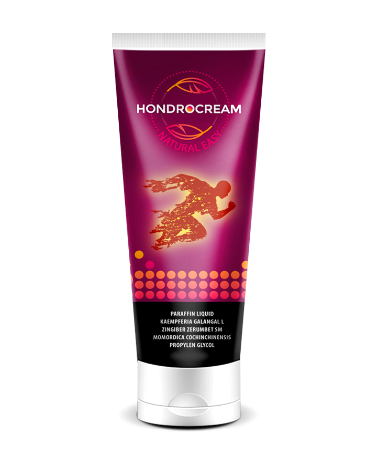 HONDROCREAM
NATURAL EASY
PARAFFIN LIQUID
KAEMPFERIA GALANGAL L
ZINGIBER ZERUMBET SM
MOMORDICA COCHINCHINENSIS
PROPYLEN GLYCOL